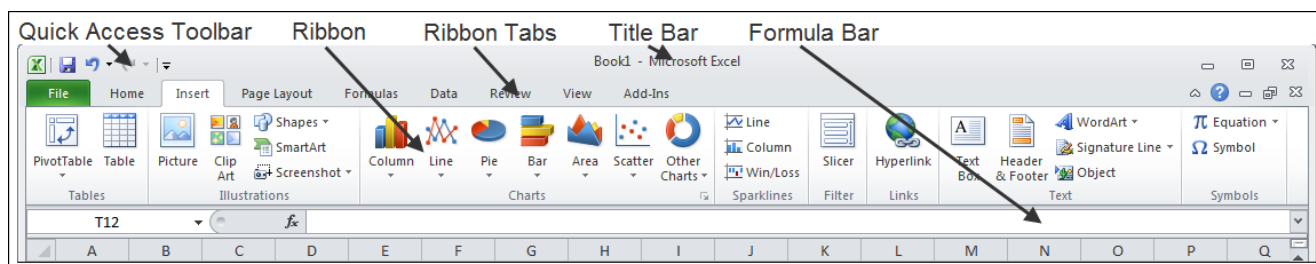 Quick Access Toolbar Ribbon Ribbon Tabs Title Bar Formula Bar
Book1 - Microsoft Excel
File Home Insert Page Layout Formulas Data Review View Add-Ins
PivotTable Table Picture Clip Art Shapes SmartArt Screenshot Column Line Pie Bar Area Scatter Other Charts Line Column Win/Loss Slicer Hyperlink Text Box Header & Footer WordArt Signature Line Object Equation Symbol
Tables Illustrations Charts Sparklines Filter Links Text Symbols
T12 fx
A B C D E F G H I J K L M N O P Q